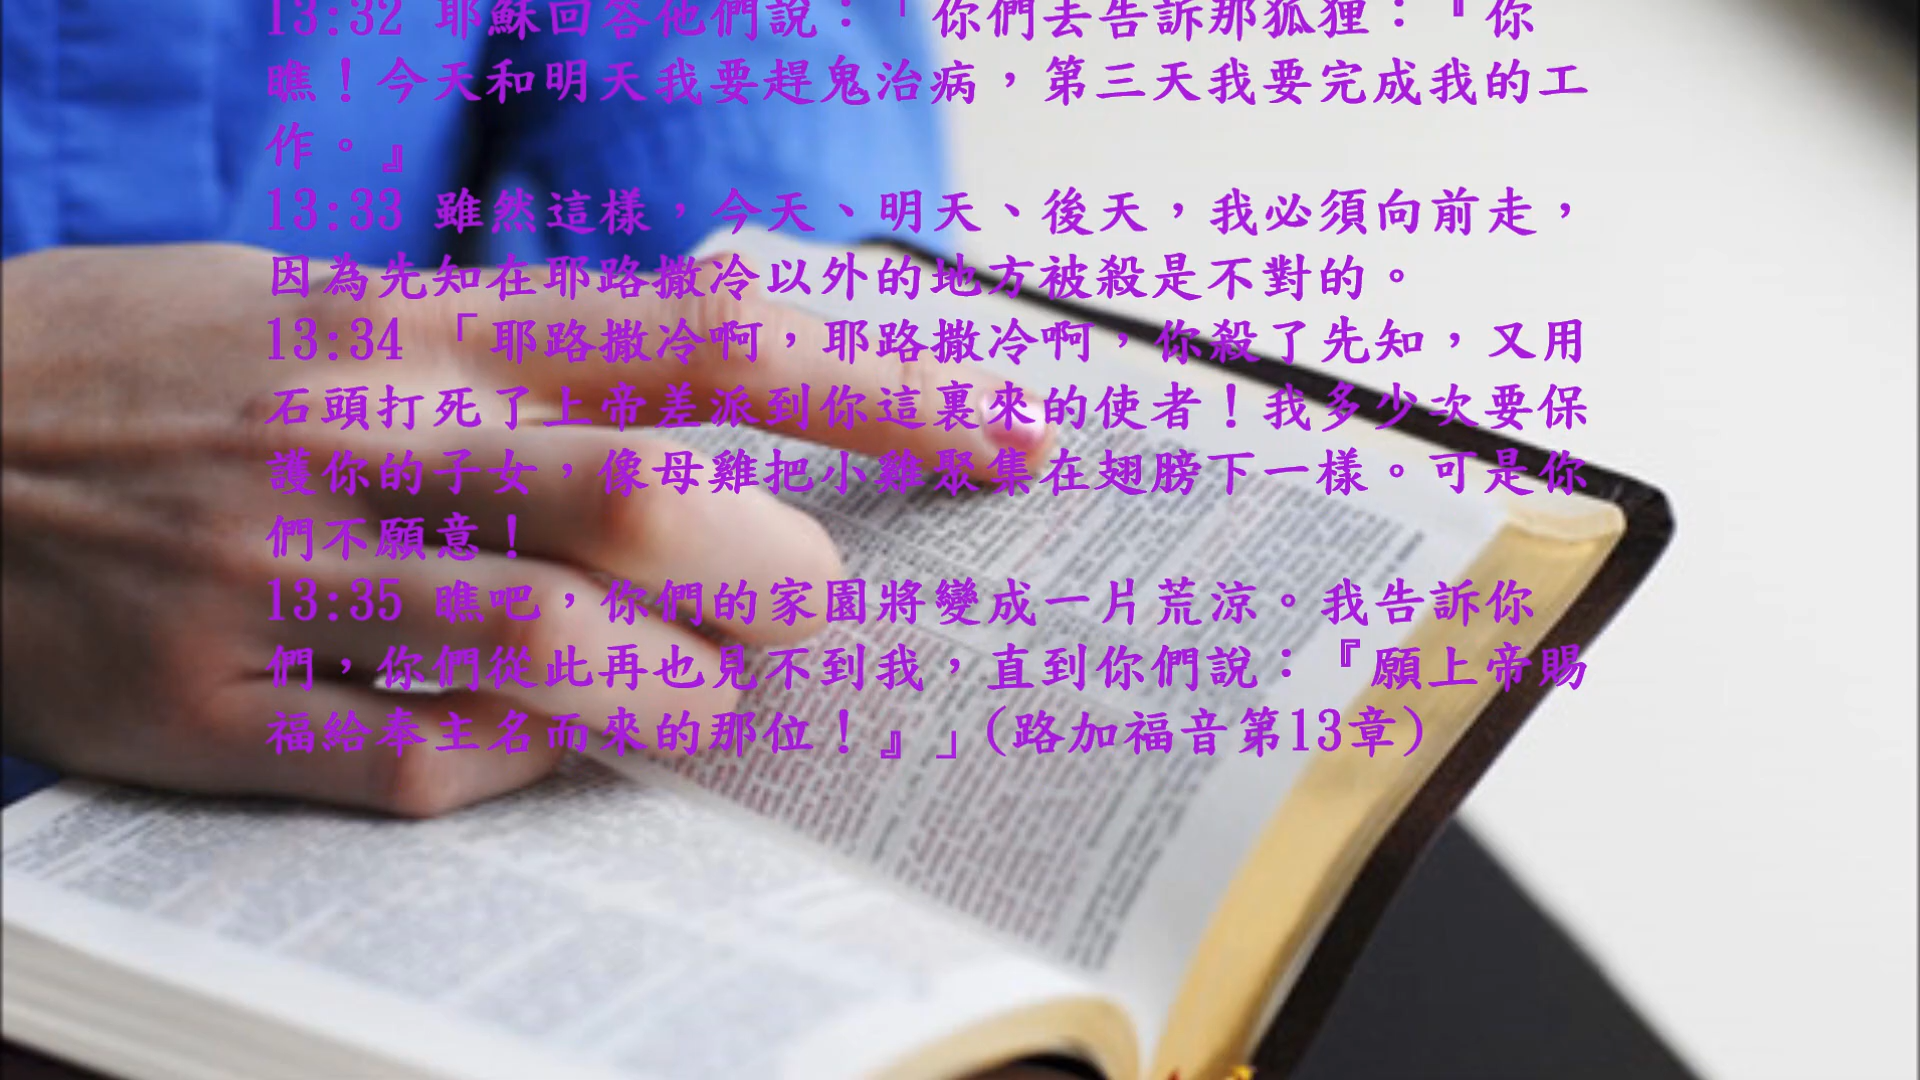 13:32 耶穌回答他們說：「你們去告訴那狐狸：『你
瞧！今天和明天我要趕鬼治病，第三天我要完成我的工
作。』
13:33 雖然這樣，今天、明天、後天，我必須向前走，
因為先知在耶路撒冷以外的地方被殺是不對的。
13:34 「耶路撒冷啊，耶路撒冷啊，你殺了先知，又用
石頭打死了上帝差派到你這裏來的使者！我多少次要保
護你的子女，像母雞把小雞聚集在翅膀下一樣。可是你
們不願意！
13:35 瞧吧，你們的家園將變成一片荒涼。我告訴你
們，你們從此再也見不到我，直到你們說：『願上帝賜
福給奉主名而來的那位！』」(路加福音第13章)